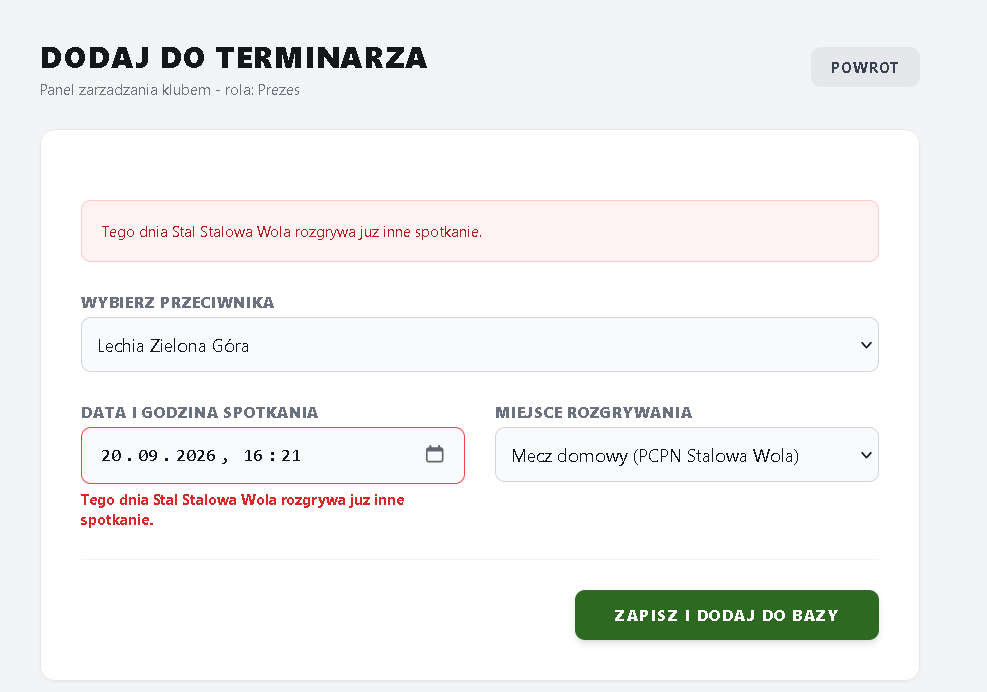 DODAJ DO TERMINARZA
POWROT
Panel zarzadzania klubem - rola: Prezes
Tego dnia Stal Stalowa Wola rozgrywa juz inne spotkanie.
WYBIERZ PRZECIWNIKA
Lechia Zielona Góra
DATA I GODZINA SPOTKANIA
20.09.2026, 16:21
Tego dnia Stal Stalowa Wola rozgrywa juz inne
spotkanie.
MIEJSCE ROZGRYWANIA
Mecz domowy (PCPN Stalowa Wola)
ZAPISZ I DODAJ DO BAZY